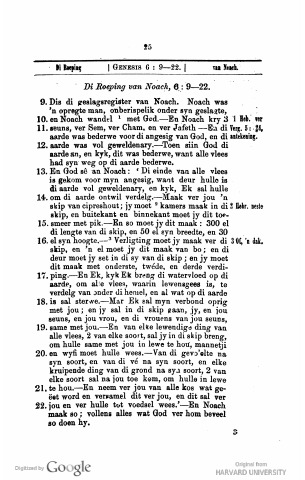 25
Di Roeping | GENESIS 6 : 9—22. | van Noach.
Di Roeping van Noach, 6 : 9—22.
9. Dis di geslagsregister van Noach. Noach was
'n opregte man, onberispelik onder syn geslagte,
10. en Noach wandel ¹ met God.—En Noach kry 3 1 Heb. ver
11. seuns, ver Sem, ver Cham, en ver Jafeth—En di Verg. 5 : 24,
aarde was bederwe voor di angesig van God, en di antekening.
12. aarde was vol geweldenary.—Toen siin God di
aarde an, en kyk, dit was bederwe, want alle vlees
had syn weg op di aarde bederwe.
13. En God sê an Noach: ' Di einde van alle vlees
is gekom voor myn angesig, want deur hulle is
di aarde vol geweldenary, en kyk, Ek sal hulle
14. om di aarde ontwil verdelg.—Maak ver jou 'n
skip van cipreshout; jy moet ² kamers maak in di 2 Hebr. neste
skip, en buitekant en binnekant moet jy dit toe-
15. smeer met pik.—En so moet jy dit maak : 300 el
di lengte van di skip, en 50 el syn breedte, en 30
16. el syn hoogte.—³ Verligting moet jy maak ver di 3 Of, 'n dak.
skip, en 'n el moet jy dit maak van bo; en di
deur moet jy set in di sy van di skip; en jy moet
dit maak met onderste, twéde, en derde verdi-
17. ping.—En Ek, kyk Ek breng di watervloed op di
aarde, om alle vlees, waarin lewensgees is, te
verdelg van onder di hemel, en al wat op di aarde
18. is sal sterwe.—Mar Ek sal myn verbond oprig
met jou; en jy sal in di skip gaan, jy, en jou
seuns, en jou vrou, en di vrouens van jou seuns,
19. same met jou.—En van elke lewendige ding van
alle vlees, 2 van elke soort, sal jy in di skip breng,
om hulle same met jou in lewe te hou, mannetji
20. en wyfi moet hulle wees.—Van di gevo'elte na
syn soort, en van di vé na syn soort, en elke
kruipende ding van di grond na syn soort, 2 van
elke soort sal na jou toe kom, om hulle in lewe
21. te hou.—En neem ver jou van alle kos wat ge-
eet word en versamel dit ver jou, en dit sal ver
22. jou en ver hulle tot voedsel wees.'—En Noach
maak so; vollens alles wat God ver hom beveel
so doen hy.
3
Digitized by Google
Original from
HARVARD UNIVERSITY